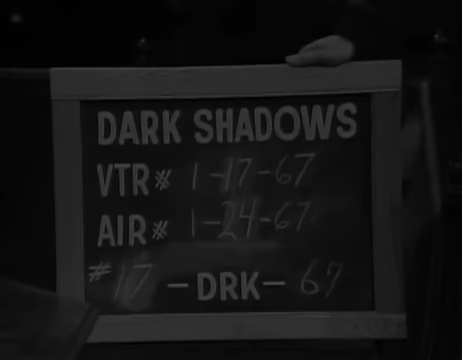 DARK SHADOWS
VTR# 1-17-67
AIR# 1-24-67
#17 -DRK- 67